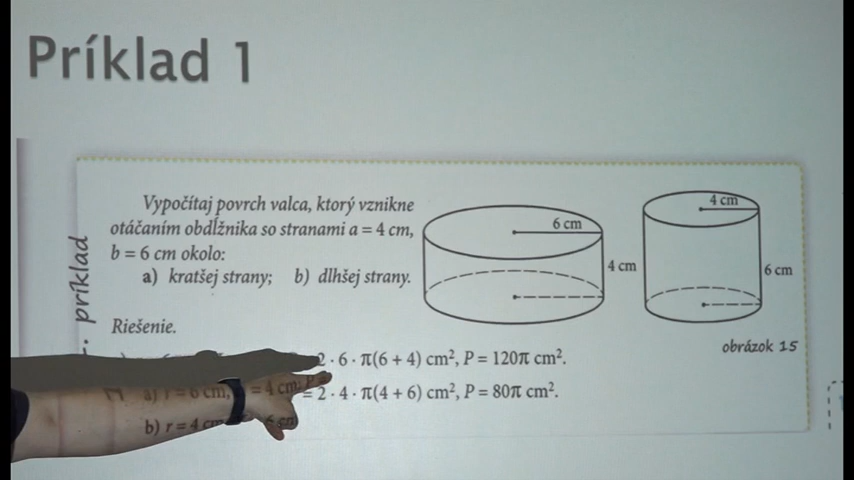 Príklad 1
príklad
Vypočítaj povrch valca, ktorý vznikne
otáčaním obdĺžnika so stranami a = 4 cm,
b = 6 cm okolo:
a) kratšej strany; b) dlhšej strany.
6 cm
4 cm
4 cm
6 cm
obrázok 15
Riešenie.
2 · 6 · π(6 + 4) cm², P = 120π cm².
a) r = 6 cm, = 4 cm; P
= 2 · 4 · π(4 + 6) cm², P = 80π cm².
b) r = 4 cm